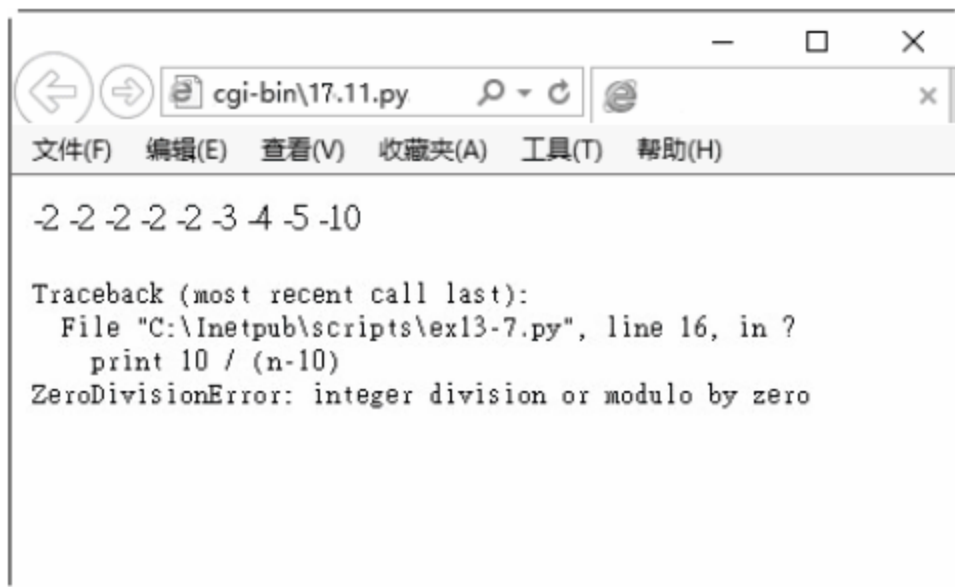 cgi-bin\17.11.py
文件(F) 编辑(E) 查看(V) 收藏夹(A) 工具(T) 帮助(H)
-2 -2 -2 -2 -2 -3 -4 -5 -10
Traceback (most recent call last):
File "C:\Inetpub\scripts\ex13-7.py", line 16, in ?
print 10 / (n-10)
ZeroDivisionError: integer division or modulo by zero